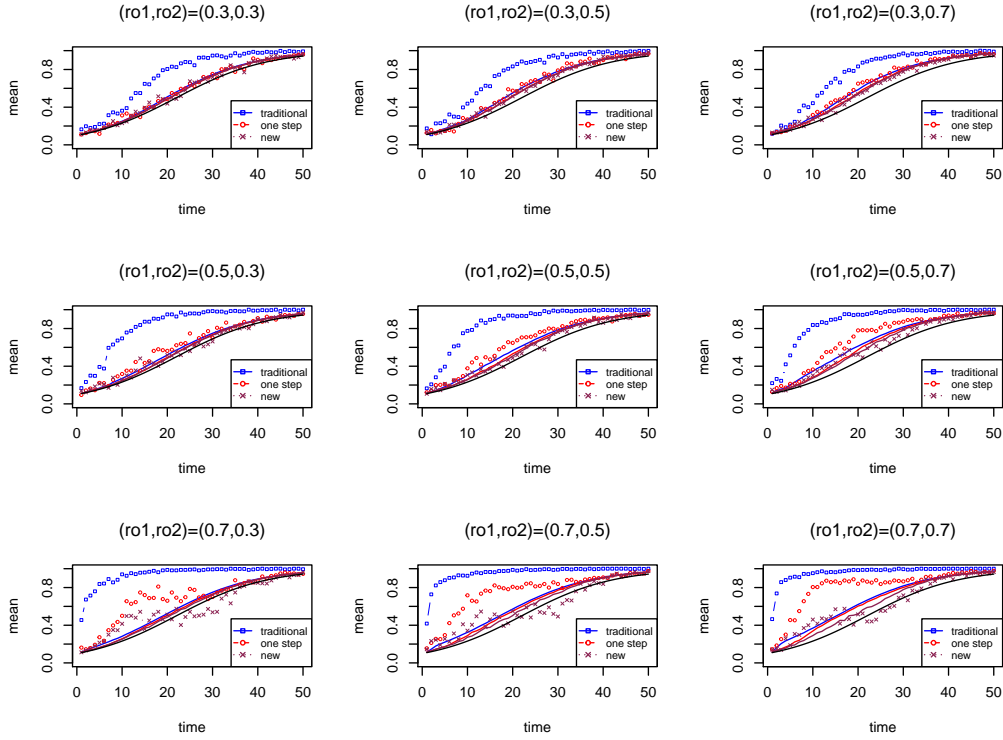 (ro1,ro2)=(0.3,0.3)
mean
0.0 0.4 0.8
traditional
one step
new
0 10 20 30 40 50
time
(ro1,ro2)=(0.3,0.5)
mean
0.0 0.4 0.8
traditional
one step
new
0 10 20 30 40 50
time
(ro1,ro2)=(0.3,0.7)
mean
0.0 0.4 0.8
traditional
one step
new
0 10 20 30 40 50
time
(ro1,ro2)=(0.5,0.3)
mean
0.0 0.4 0.8
traditional
one step
new
0 10 20 30 40 50
time
(ro1,ro2)=(0.5,0.5)
mean
0.0 0.4 0.8
traditional
one step
new
0 10 20 30 40 50
time
(ro1,ro2)=(0.5,0.7)
mean
0.0 0.4 0.8
traditional
one step
new
0 10 20 30 40 50
time
(ro1,ro2)=(0.7,0.3)
mean
0.0 0.4 0.8
traditional
one step
new
0 10 20 30 40 50
time
(ro1,ro2)=(0.7,0.5)
mean
0.0 0.4 0.8
traditional
one step
new
0 10 20 30 40 50
time
(ro1,ro2)=(0.7,0.7)
mean
0.0 0.4 0.8
traditional
one step
new
0 10 20 30 40 50
time